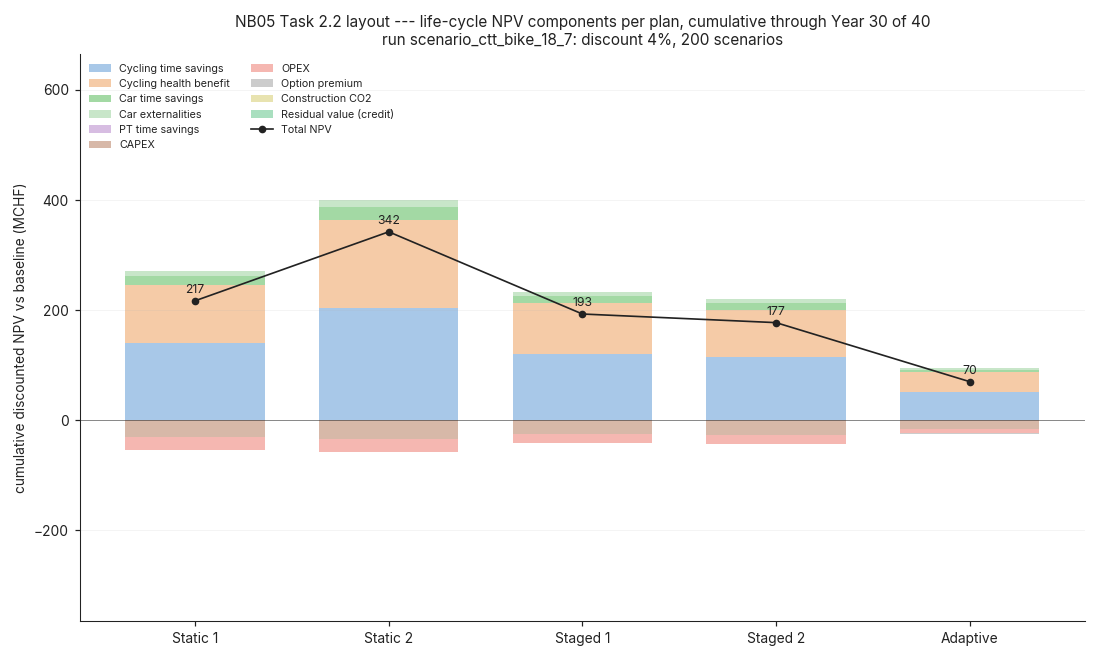 NB05 Task 2.2 layout --- life-cycle NPV components per plan, cumulative through Year 30 of 40
run scenario_ctt_bike_18_7: discount 4%, 200 scenarios
cumulative discounted NPV vs baseline (MCHF)
600
400
200
0
−200
Cycling time savings
Cycling health benefit
Car time savings
Car externalities
PT time savings
CAPEX
OPEX
Option premium
Construction CO2
Residual value (credit)
Total NPV
217
342
193
177
70
Static 1
Static 2
Staged 1
Staged 2
Adaptive